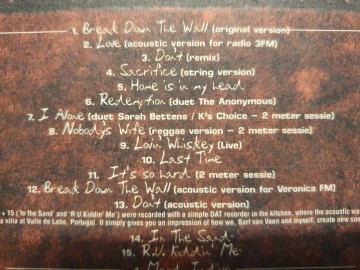 1. Break Down The Wall (original version)
2. Love (acoustic version for radio 3FM)
3. Don't (remix)
4. Sacrifice (string version)
5. Home is in my head
6. Redemption (duet The Anonymous)
7. I Alone (duet Sarah Bettens / K's Choice - 2 meter sessie)
8. Nobody's Wife (reggae version - 2 meter sessie)
9. Lovin' Whiskey (Live)
10. Last Time
11. It's so hard (2 meter sessie)
12. Break Down The Wall (acoustic version for Veronica FM)
13. Don't (acoustic version)
+ 15 ('In the Sand' and 'R U Kiddin' Me') were recorded with a simple DAT recorder in the kitchen, where the acoustic was
a villa at Valle de Lobo, Portugal. It simply gives you an impression of how we, Bart van Veen and myself, create new son
14. In The Sand
15. R.U. Kiddin' Me